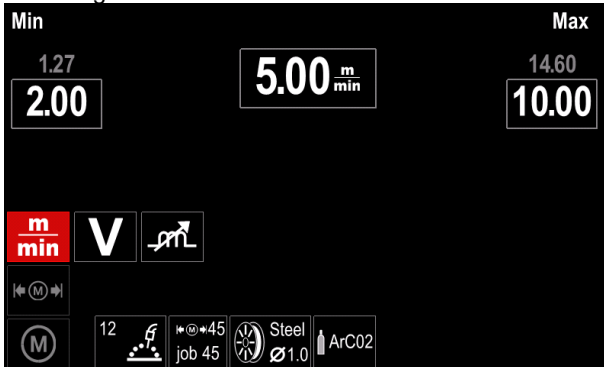 Min Max
1.27 14.60
2.00 5.00 m/min 10.00
m
min V
M
M 12 45 Steel
job 45 Ø1.0 ArC02